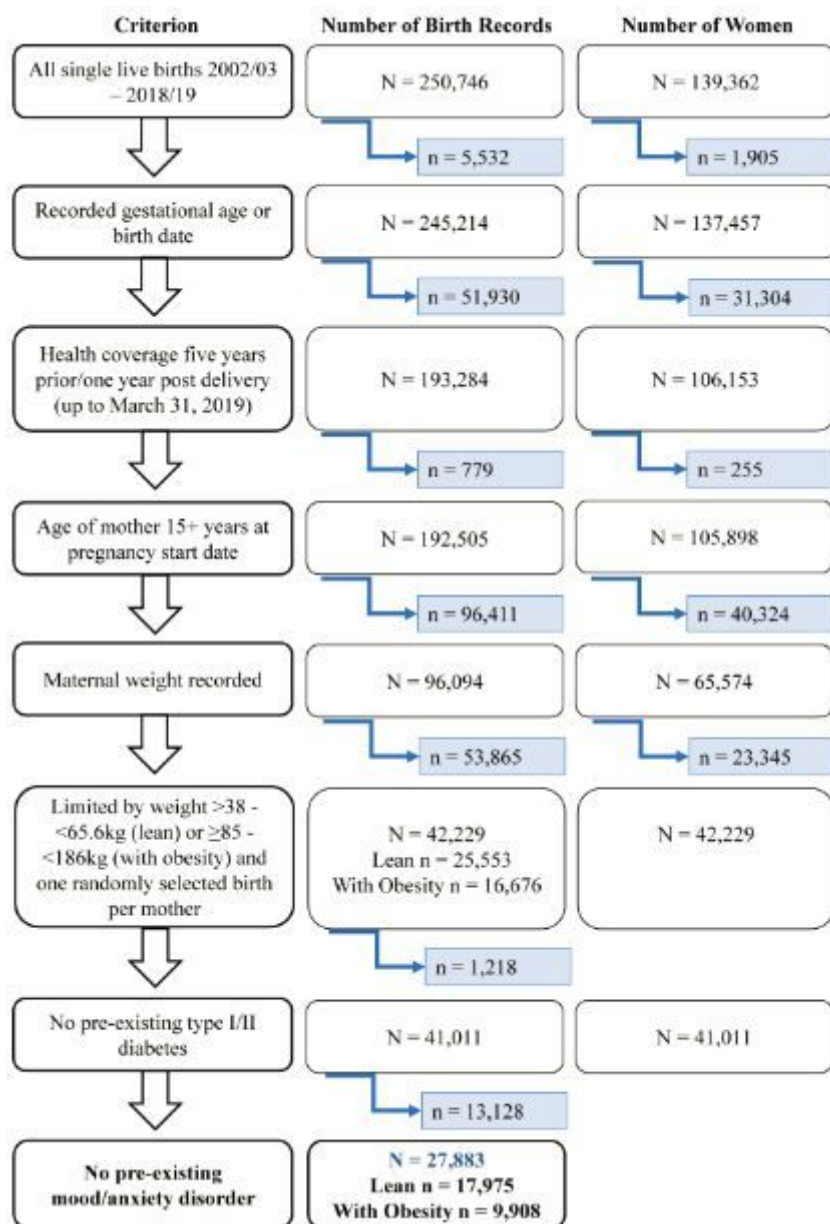 Criterion
Number of Birth Records
Number of Women
All single live births 2002/03
– 2018/19
N = 250,746
N = 139,362
n = 5,532
n = 1,905
Recorded gestational age or
birth date
N = 245,214
N = 137,457
n = 51,930
n = 31,304
Health coverage five years
prior/one year post delivery
(up to March 31, 2019)
N = 193,284
N = 106,153
n = 779
n = 255
Age of mother 15+ years at
pregnancy start date
N = 192,505
N = 105,898
n = 96,411
n = 40,324
Maternal weight recorded
N = 96,094
N = 65,574
n = 53,865
n = 23,345
Limited by weight >38 -
<65.6kg (lean) or ≥85 -
<186kg (with obesity) and
one randomly selected birth
per mother
N = 42,229
Lean n = 25,553
With Obesity n = 16,676
N = 42,229
n = 1,218
No pre-existing type I/II
diabetes
N = 41,011
N = 41,011
n = 13,128
No pre-existing
mood/anxiety disorder
N = 27,883
Lean n = 17,975
With Obesity n = 9,908